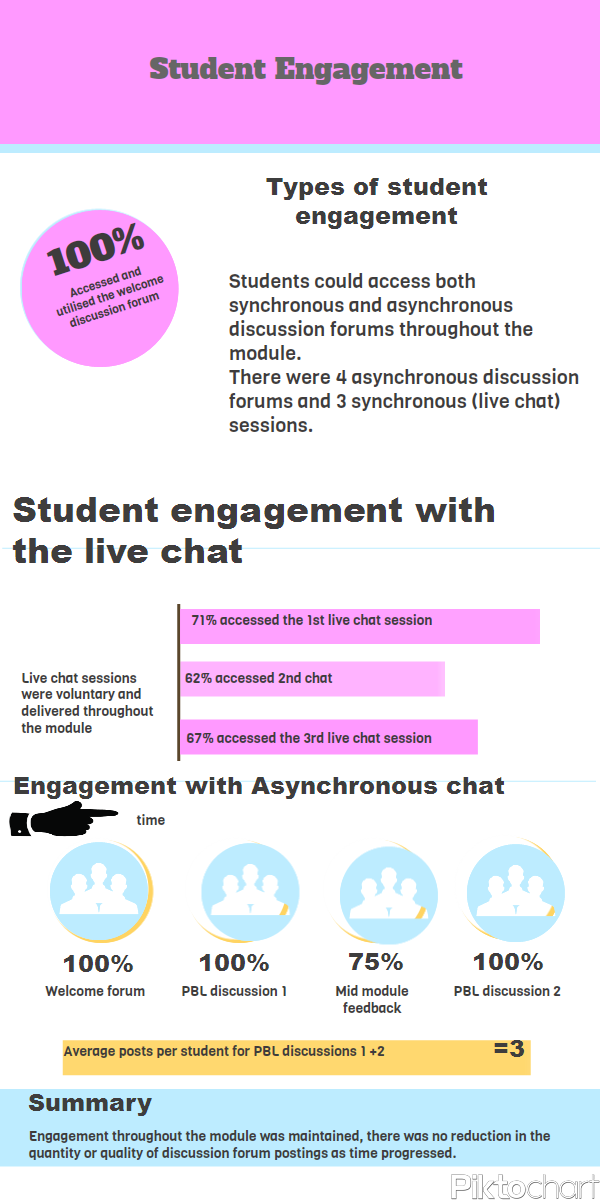 Student Engagement
Types of student
engagement
100%
Accessed and
utilised the welcome
discussion forum
Students could access both
synchronous and asynchronous
discussion forums throughout the
module.
There were 4 asynchronous discussion
forums and 3 synchronous (live chat)
sessions.
Student engagement with
the live chat
71% accessed the 1st live chat session
Live chat sessions
were voluntary and
delivered throughout
the module
62% accessed 2nd chat
67% accessed the 3rd live chat session
Engagement with Asynchronous chat
time
100%
Welcome forum
100%
PBL discussion 1
75%
Mid module
feedback
100%
PBL discussion 2
Average posts per student for PBL discussions 1 +2 =3
Summary
Engagement throughout the module was maintained, there was no reduction in the
quantity or quality of discussion forum postings as time progressed.
Piktochart